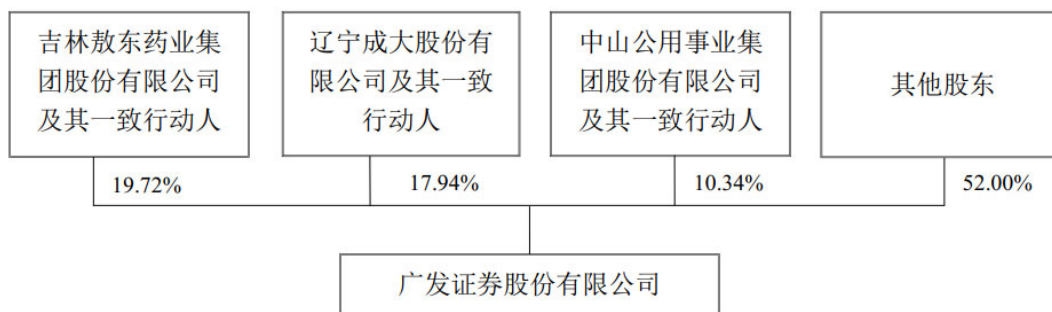 吉林敖东药业集
团股份有限公司
及其一致行动人
辽宁成大股份有
限公司及其一致
行动人
中山公用事业集
团股份有限公司
及其一致行动人
其他股东
19.72%
17.94%
10.34%
52.00%
广发证券股份有限公司